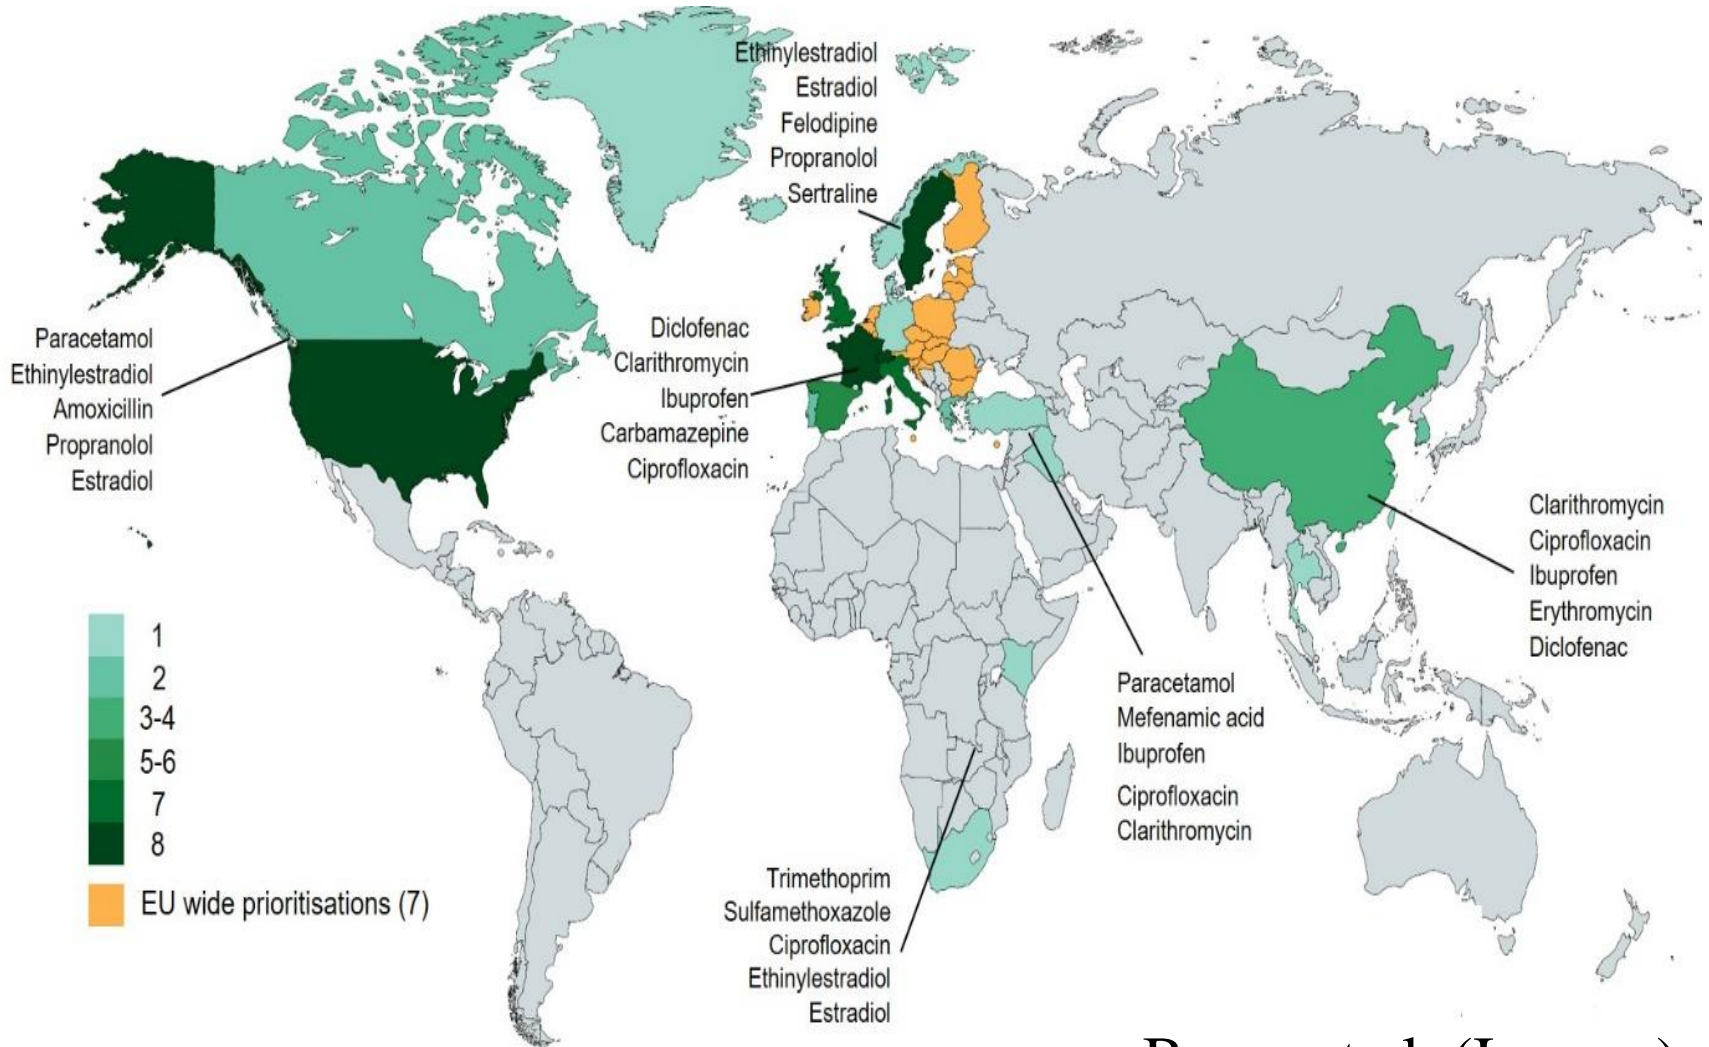 Ethinylestradiol
Estradiol
Felodipine
Propranolol
Sertraline
Paracetamol
Ethinylestradiol
Amoxicillin
Propranolol
Estradiol
Diclofenac
Clarithromycin
Ibuprofen
Carbamazepine
Ciprofloxacin
Clarithromycin
Ciprofloxacin
Ibuprofen
Erythromycin
Diclofenac
Paracetamol
Mefenamic acid
Ibuprofen
Ciprofloxacin
Clarithromycin
Trimethoprim
Sulfamethoxazole
Ciprofloxacin
Ethinylestradiol
Estradiol
1
2
3-4
5-6
7
8
EU wide prioritisations (7)